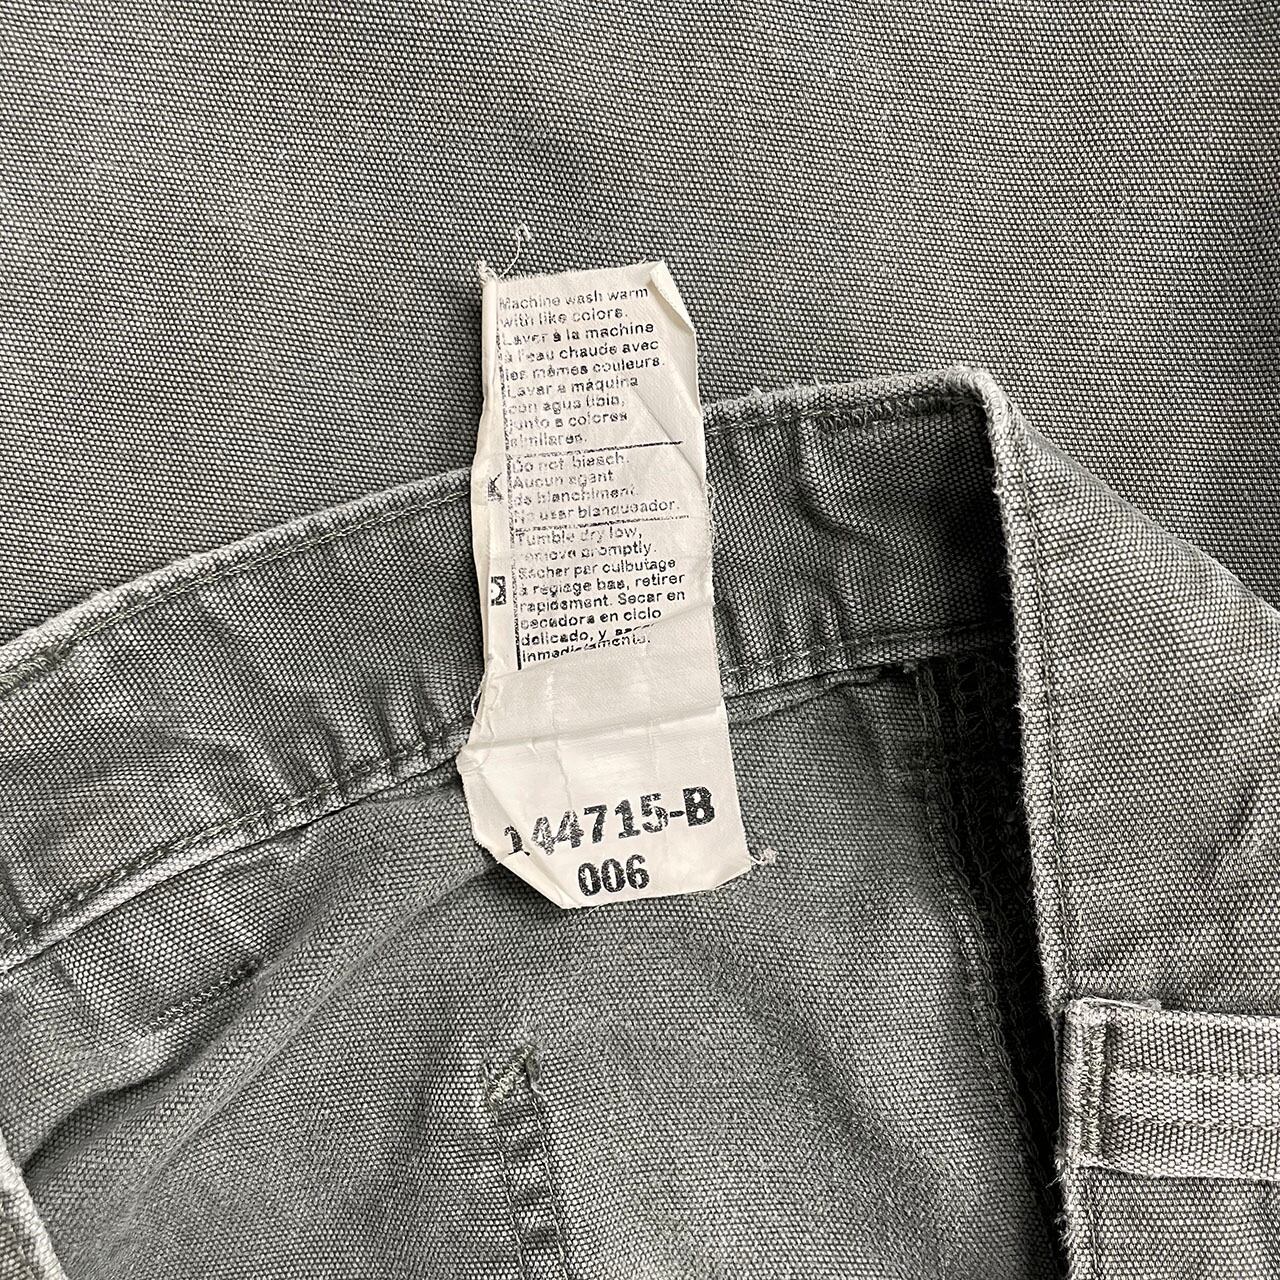 Machine wash warm
with like colors.
Laver à la machine
à l'eau chaude avec
les mêmes couleurs.
Lavar a máquina
con agua tibia,
junto a colores
similares.
Do not bleach.
Aucun agent
de blanchiment.
No usar blanqueador.
Tumble dry low,
remove promptly.
Sécher par culbutage
à réglage bas, retirer
rapidement. Secar en
secadora en ciclo
delicado, y
inmediatamente.
144715-B
006